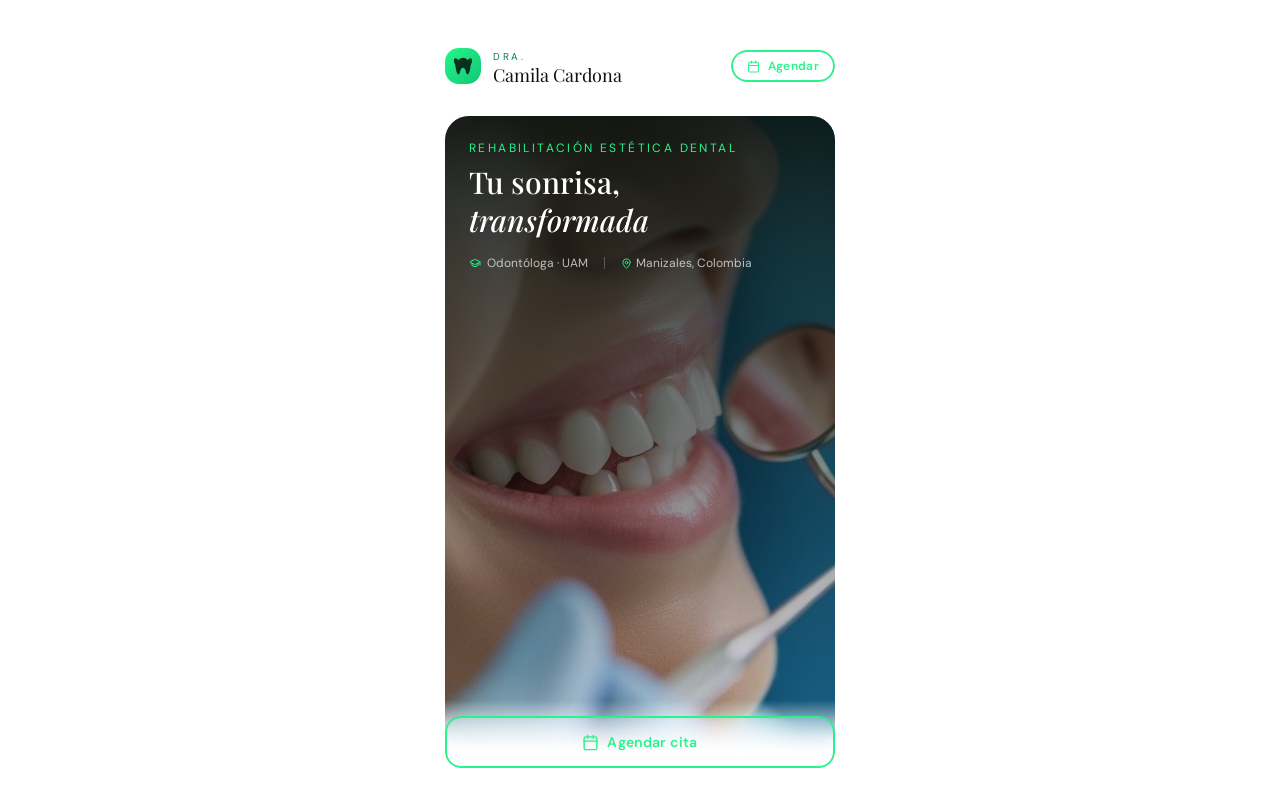 DRA.
Camila Cardona
Agendar
REHABILITACIÓN ESTÉTICA DENTAL
Tu sonrisa,
transformada
Odontóloga · UAM
Manizales, Colombia
Agendar cita